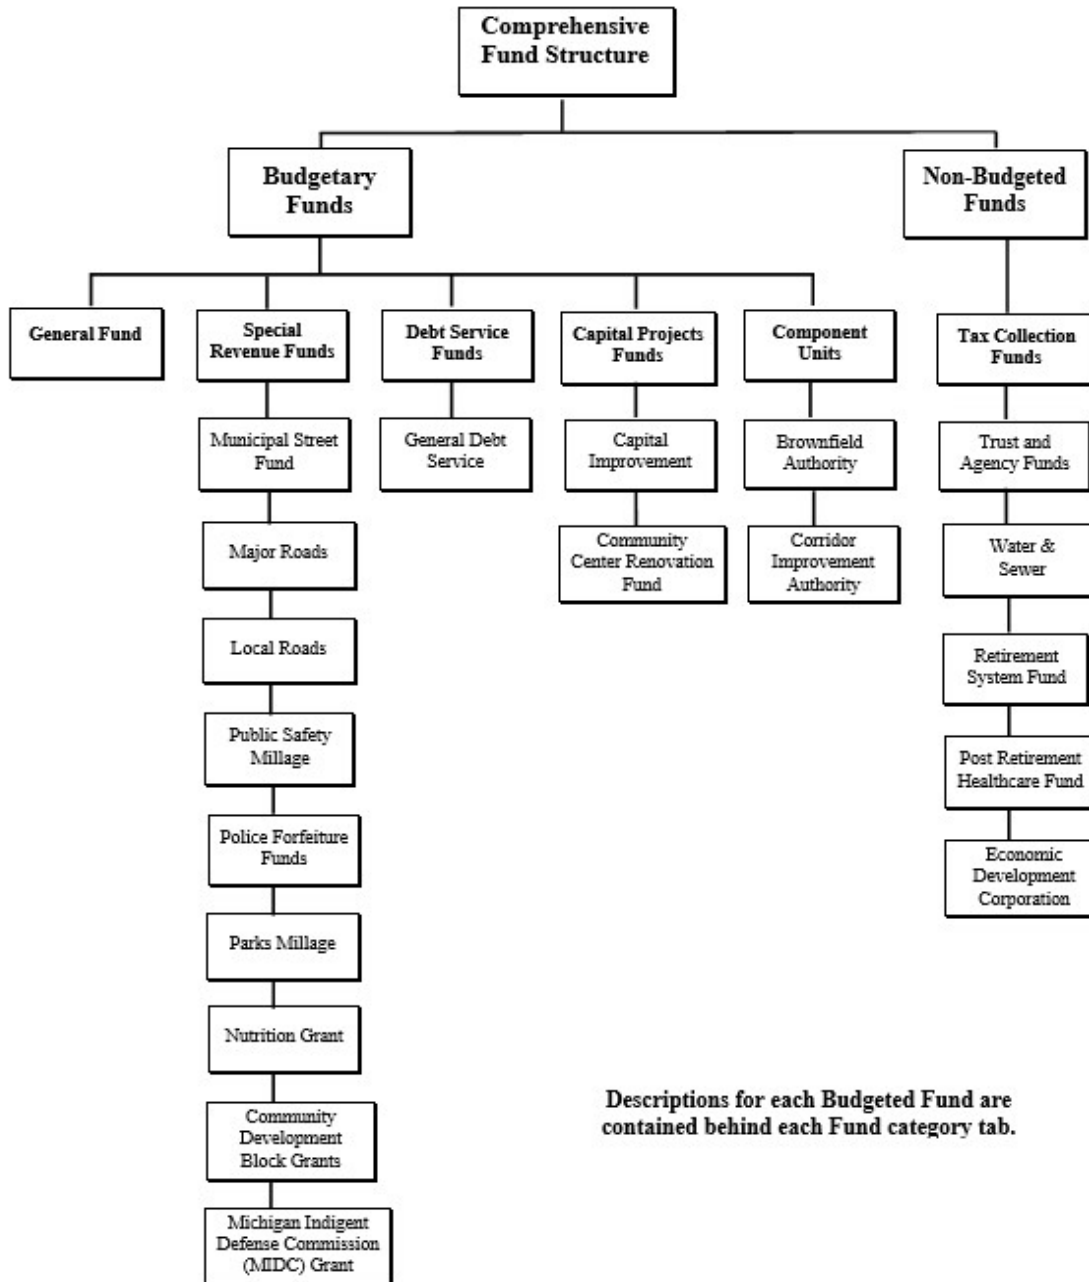 Comprehensive
Fund Structure
Budgetary
Funds
Non-Budgeted
Funds
General Fund
Special
Revenue Funds
Debt Service
Funds
Capital Projects
Funds
Component
Units
Tax Collection
Funds
Municipal Street
Fund
General Debt
Service
Capital
Improvement
Brownfield
Authority
Trust and
Agency Funds
Major Roads
Community
Center Renovation
Fund
Corridor
Improvement
Authority
Water &
Sewer
Local Roads
Retirement
System Fund
Public Safety
Millage
Post Retirement
Healthcare Fund
Police Forfeiture
Funds
Economic
Development
Corporation
Parks Millage
Nutrition Grant
Community
Development
Block Grants
Descriptions for each Budgeted Fund are
contained behind each Fund category tab.
Michigan Indigent
Defense Commission
(MIDC) Grant